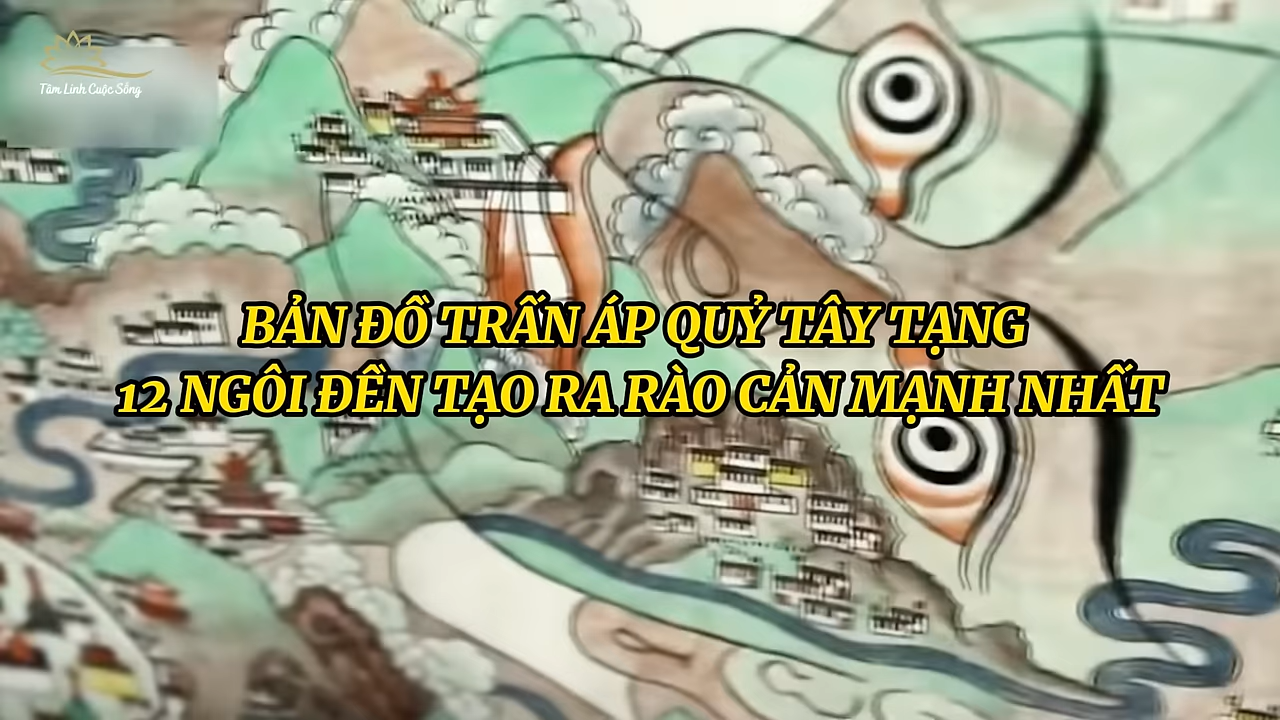 Tâm Linh Cuộc Sống
BẢN ĐỒ TRẤN ÁP QUỶ TÂY TẠNG
12 NGÔI ĐỀN TẠO RA RÀO CẢN MẠNH NHẤT